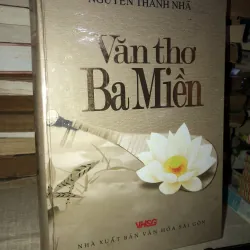 NGUYỄN THANH NHÃ
Văn thơ
Ba Miền
VHSG
NHÀ XUẤT BẢN VĂN HÓA SÀI GÒN